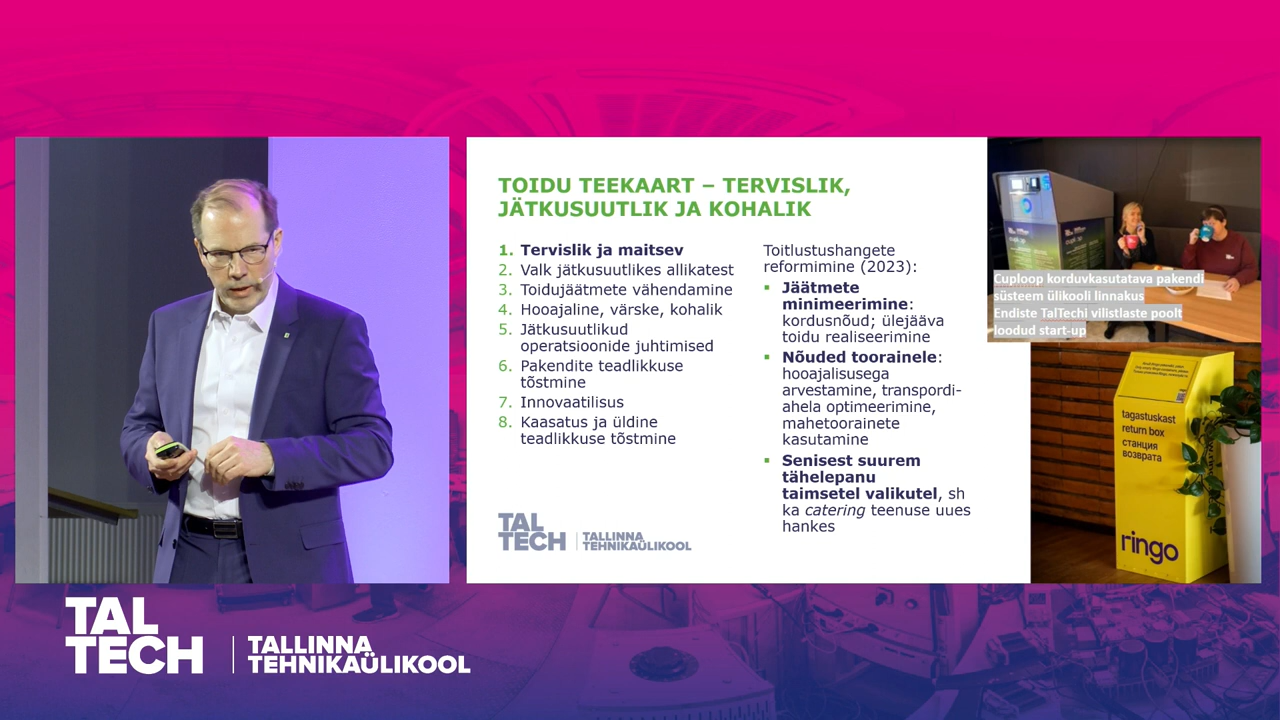 TOIDU TEEKAART – TERVISLIK,
JÄTKUSUUTLIK JA KOHALIK
1. Tervislik ja maitsev
2. Valk jätkusuutlikes allikatest
3. Toidujäätmete vähendamine
4. Hooajaline, värske, kohalik
5. Jätkusuutlikud
operatsioonide juhtimised
6. Pakendite teadlikkuse
tõstmine
7. Innovaatilisus
8. Kaasatus ja üldine
teadlikkuse tõstmine
Toitlustushangete
reformimine (2023):
▪ Jäätmete
minimeerimine:
kordusnõud; ülejääva
toidu realiseerimine
▪ Nõuded toorainele:
hooajalisusega
arvestamine, transpordi-
ahela optimeerimine,
mahetoorainete
kasutamine
▪ Senisest suurem
tähelepanu
taimsetel valikutel, sh
ka catering teenuse uues
hankes
TAL
TECH
TALLINNA
TEHNIKAÜLIKOOL
Cuploop korduvkasutatava pakendi
süsteem ülikooli linnakus
Endiste TalTechi vilistlaste poolt
loodud start-up
tagastuskast
return box
станция
возврата
ringo
TAL
TECH
TALLINNA
TEHNIKAÜLIKOOL